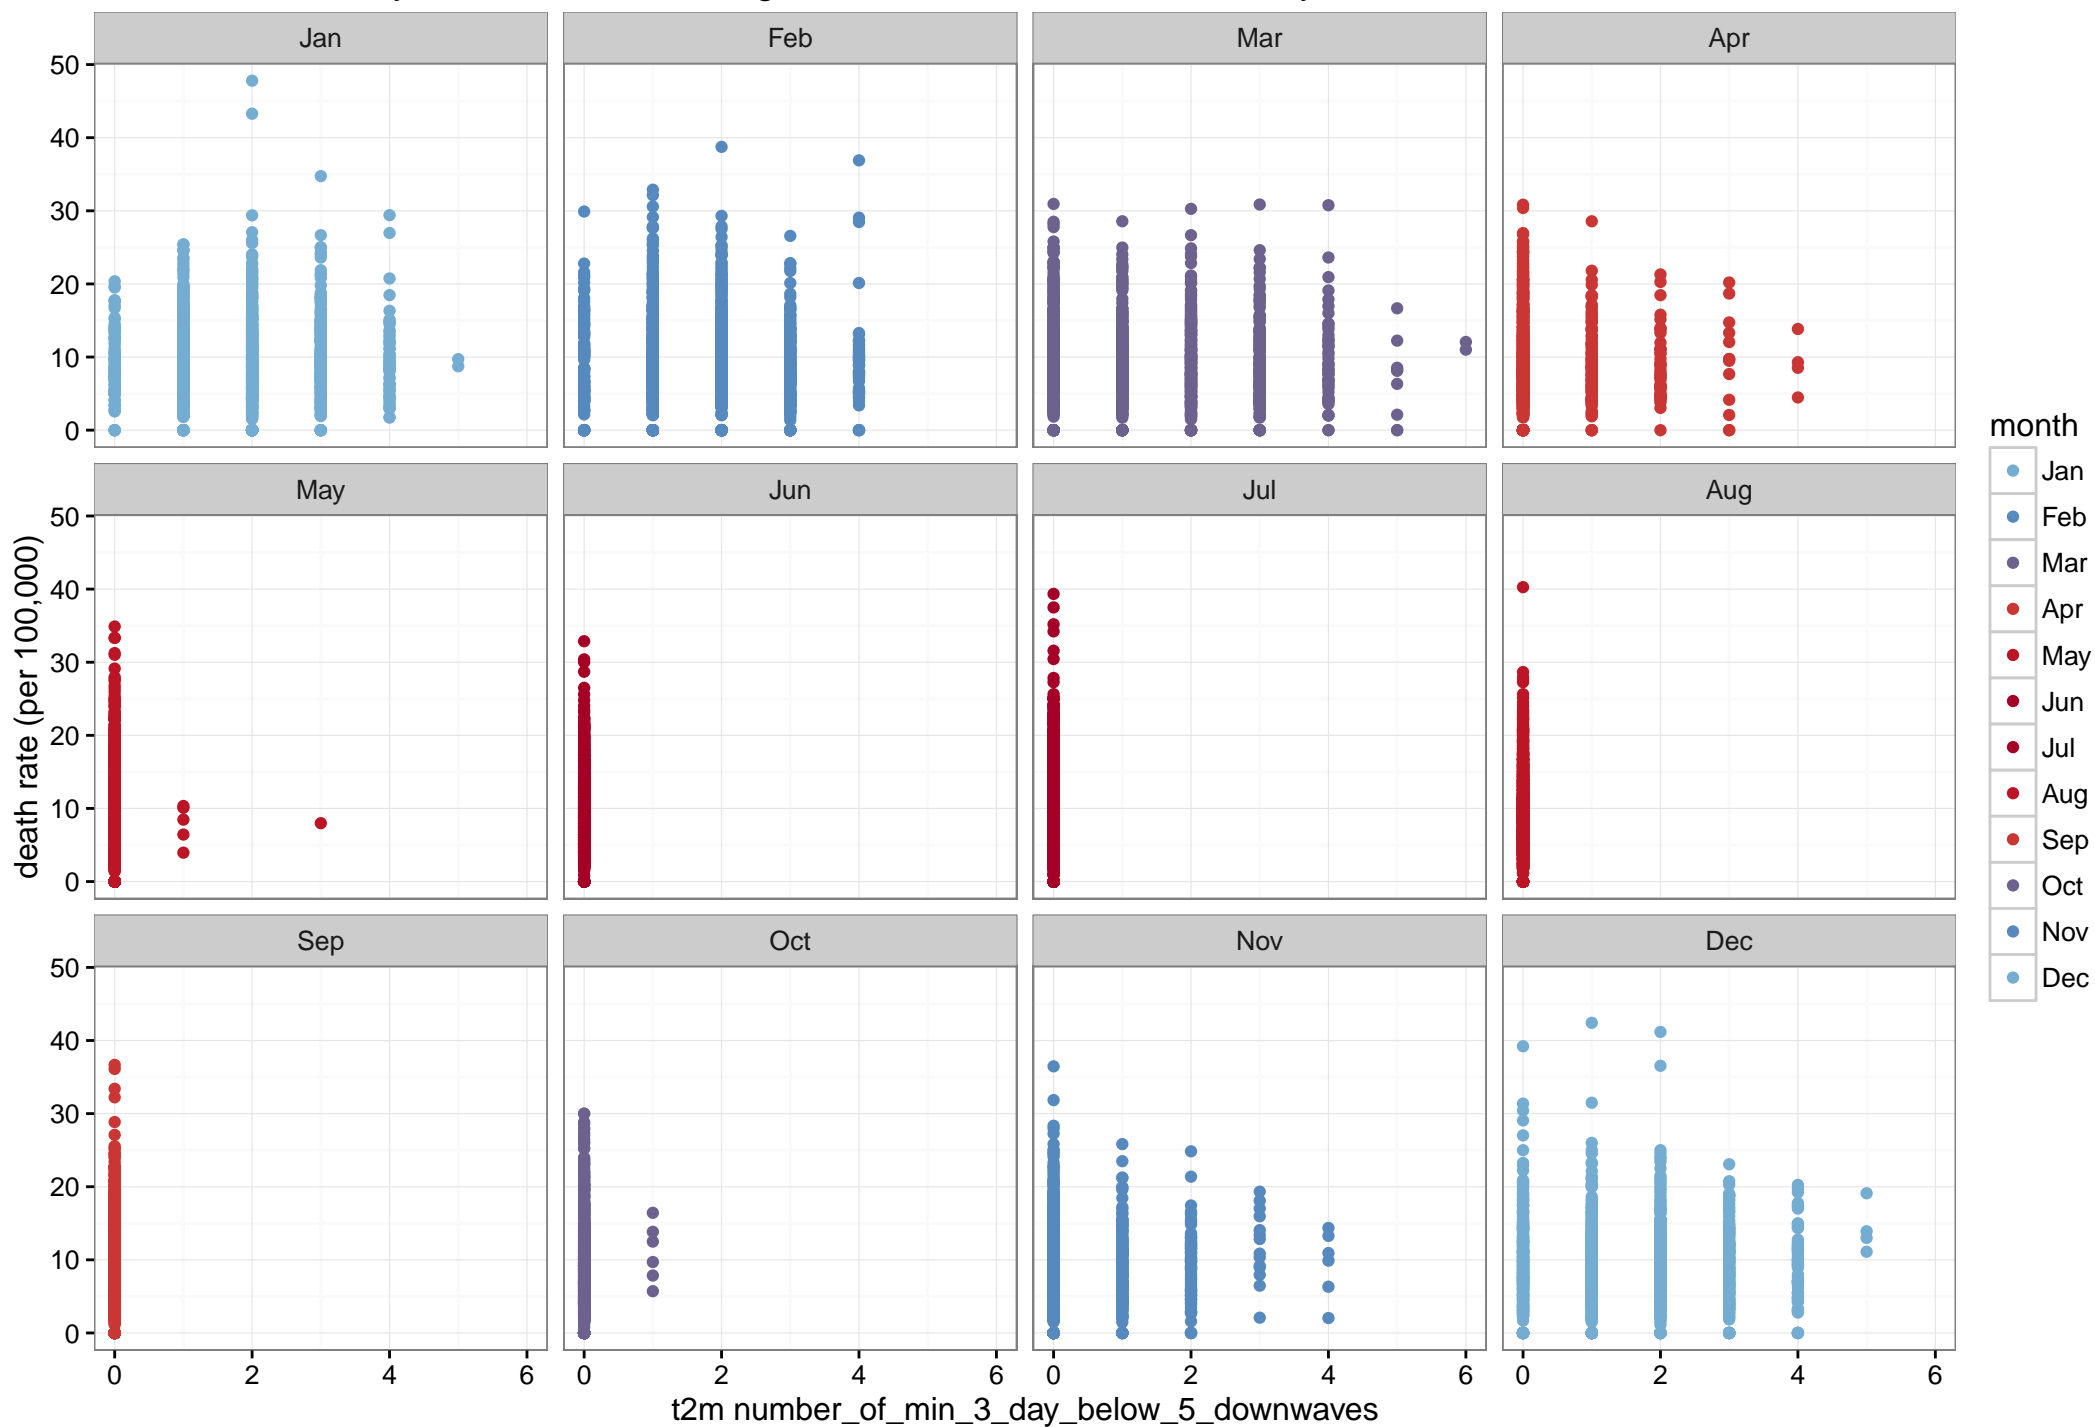 Jan Feb Mar Apr
50
40
30
20
10
0
May Jun Jul Aug
50
40
30
20
10
0
Sep Oct Nov Dec
50
40
30
20
10
0
0 2 4 6 0 2 4 6 0 2 4 6 0 2 4 6
death rate (per 100,000)
t2m number_of_min_3_day_below_5_downwaves
month
Jan
Feb
Mar
Apr
May
Jun
Jul
Aug
Sep
Oct
Nov
Dec